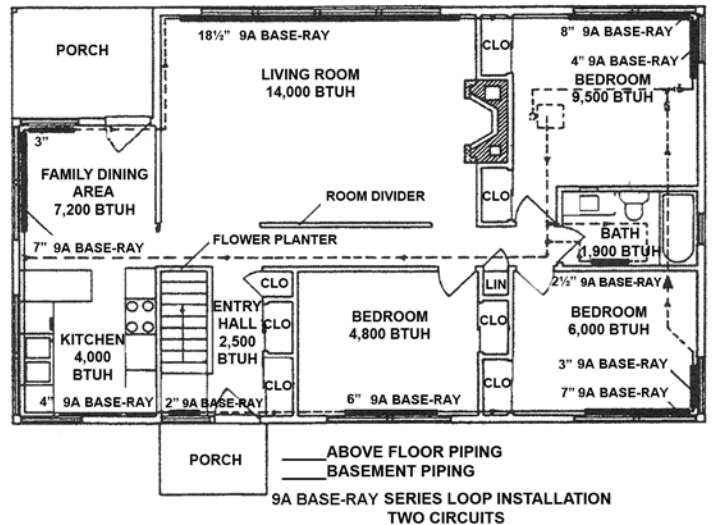 PORCH
18½" 9A BASE-RAY
LIVING ROOM
14,000 BTUH
CLO
8" 9A BASE-RAY
4" 9A BASE-RAY
BEDROOM
9,500 BTUH
3"
FAMILY DINING
AREA
7,200 BTUH
7" 9A BASE-RAY
ROOM DIVIDER
FLOWER PLANTER
CLO
BATH
1,900 BTUH
2½" 9A BASE-RAY
KITCHEN
4,000
BTUH
4" 9A BASE-RAY
ENTRY
HALL
2,500
BTUH
2" 9A BASE-RAY
CLO
CLO
CLO
BEDROOM
4,800 BTUH
6" 9A BASE-RAY
LIN
CLO
CLO
BEDROOM
6,000 BTUH
3" 9A BASE-RAY
7" 9A BASE-RAY
PORCH
ABOVE FLOOR PIPING
BASEMENT PIPING
9A BASE-RAY SERIES LOOP INSTALLATION
TWO CIRCUITS